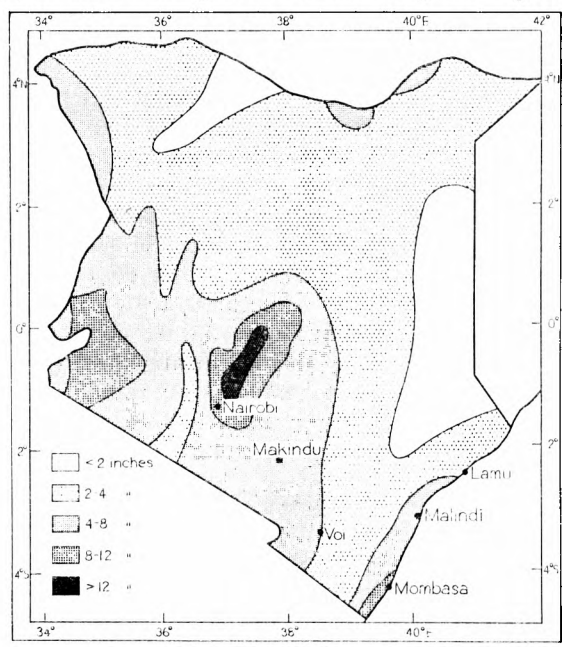 34° 36° 38° 40°E 42°
4°N 4°
2° 2°
0° 0°
Nairobi
2° Makindu 2°
<2 inches
Lamu
2-4 "
Malindi
4-8 "
Voi
8-12 "
4°S 4°S
>12 "
Mombasa
34° 36° 38° 40°E